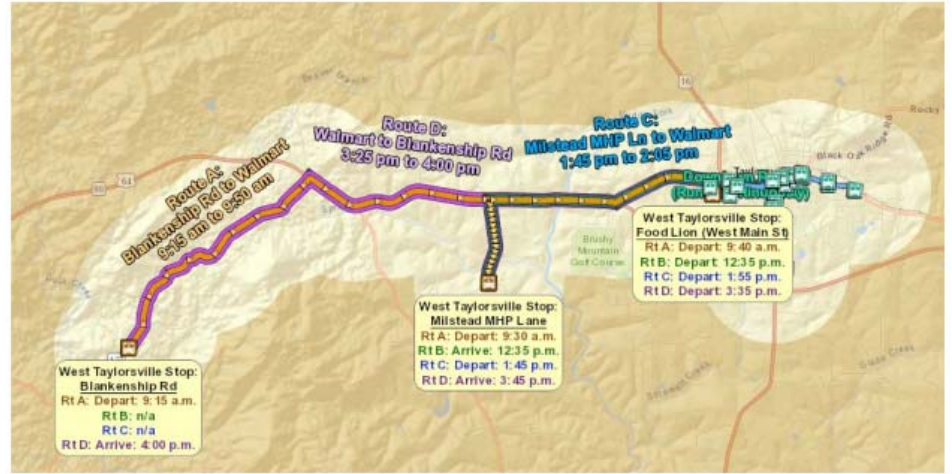 Route A:
Blankenship Rd to Walmart
9:15 am to 9:50 am
Route D:
Walmart to Blankenship Rd
3:25 pm to 4:00 pm
Route C:
Milstead MHP Ln to Walmart
1:45 pm to 2:05 pm
16
Rocky
Black Oak Ridge Rd
90
64
Brushy
Mountain
Golf Course
West Taylorsville Stop:
Food Lion (West Main St)
Rt A: Depart: 9:40 a.m.
Rt B: Depart: 12:35 p.m.
Rt C: Depart: 1:55 p.m.
Rt D: Depart: 3:35 p.m.
West Taylorsville Stop:
Milstead MHP Lane
Rt A: Depart: 9:30 a.m.
Rt B: Arrive: 12:35 p.m.
Rt C: Depart: 1:45 p.m.
Rt D: Arrive: 3:45 p.m.
West Taylorsville Stop:
Blankenship Rd
Rt A: Depart: 9:15 a.m.
Rt B: n/a
Rt C: n/a
Rt D: Arrive: 4:00 p.m.